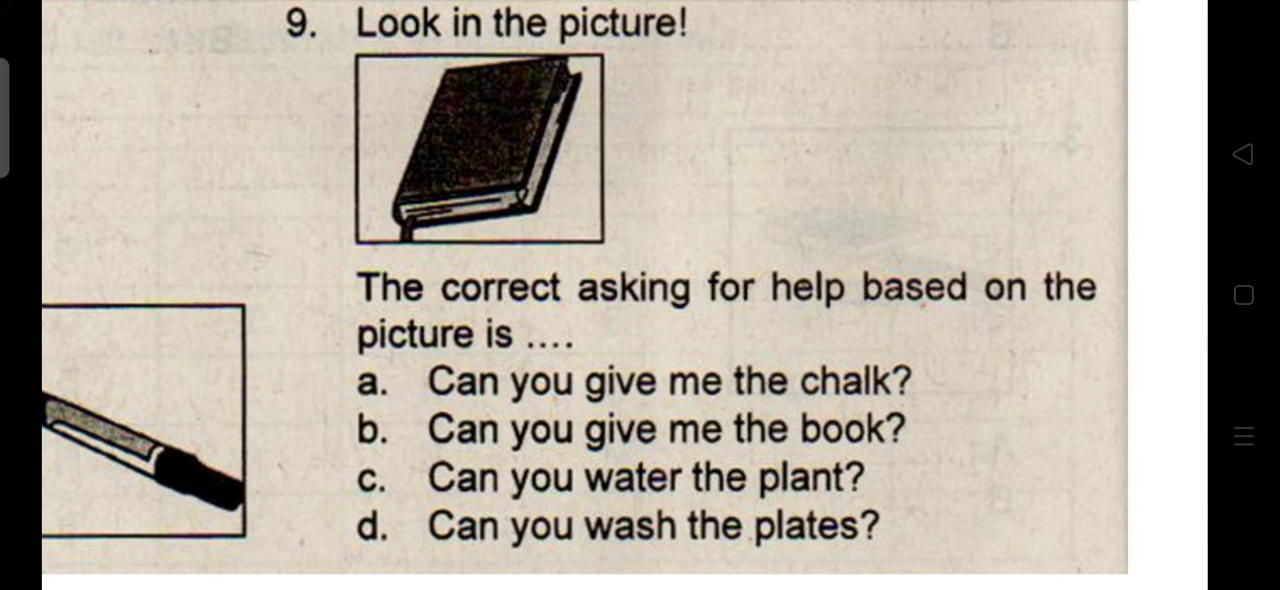 9. Look in the picture!
The correct asking for help based on the
picture is ....
a. Can you give me the chalk?
b. Can you give me the book?
c. Can you water the plant?
d. Can you wash the plates?